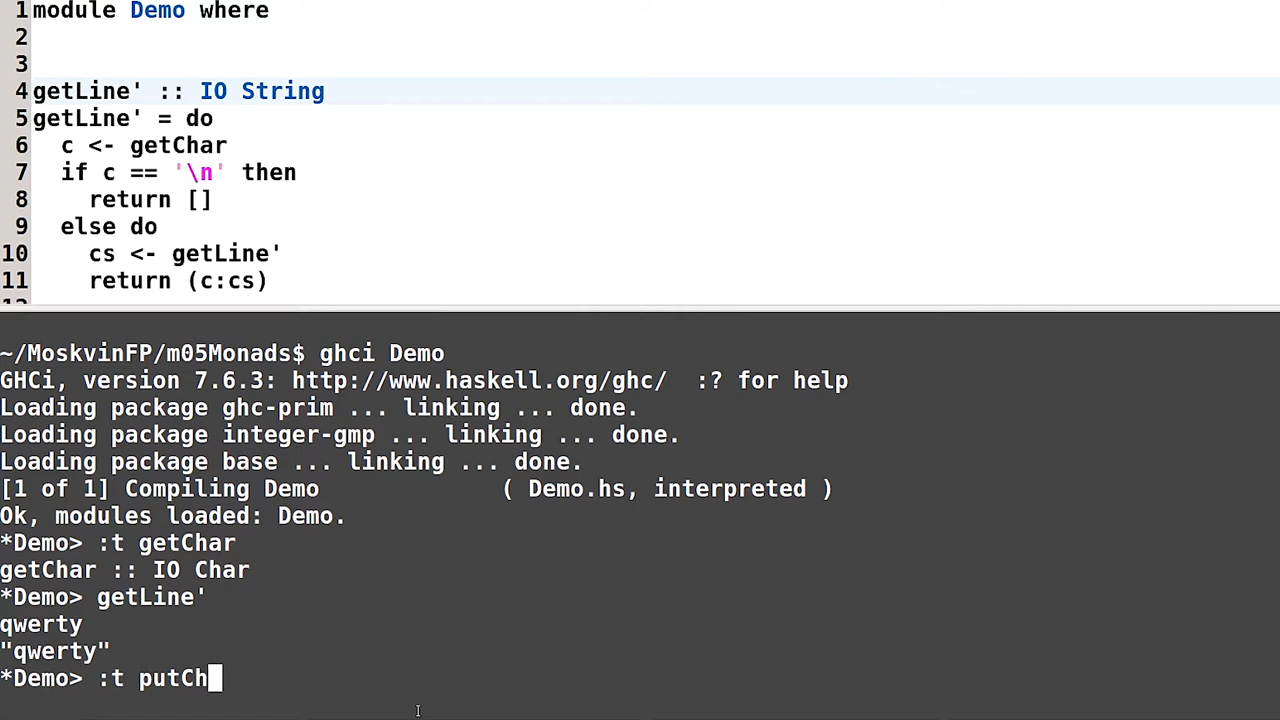 1 module Demo where
2
3
4 getLine' :: IO String
5 getLine' = do
6   c <- getChar
7   if c == '\n' then
8     return []
9   else do
10     cs <- getLine'
11     return (c:cs)
~/MoskvinFP/m05Monads$ ghci Demo
GHCi, version 7.6.3: http://www.haskell.org/ghc/  :? for help
Loading package ghc-prim ... linking ... done.
Loading package integer-gmp ... linking ... done.
Loading package base ... linking ... done.
[1 of 1] Compiling Demo             ( Demo.hs, interpreted )
Ok, modules loaded: Demo.
*Demo> :t getChar
getChar :: IO Char
*Demo> getLine'
qwerty
"qwerty"
*Demo> :t putCh